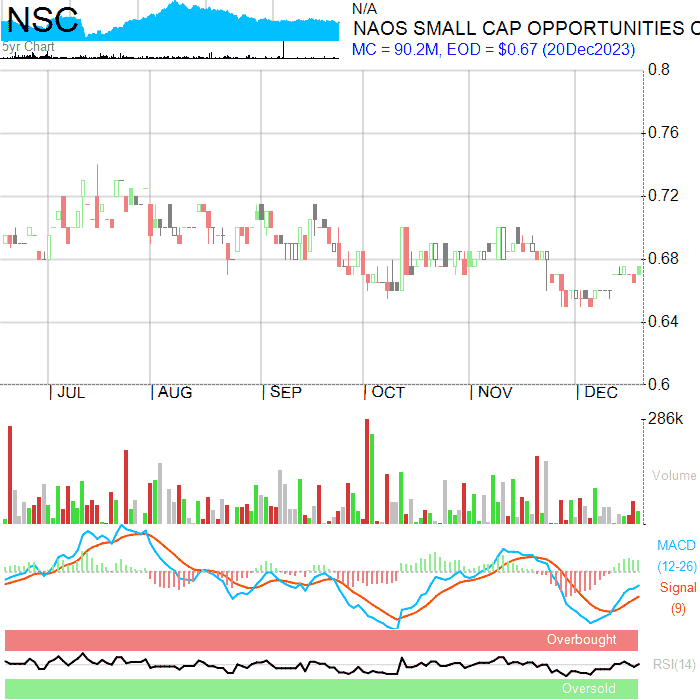 NSC
5yr Chart
N/A
NAOS SMALL CAP OPPORTUNITIES
MC = 90.2M, EOD = $0.67 (20Dec2023)
0.8
0.76
0.72
0.68
0.64
0.6
JUL AUG SEP OCT NOV DEC
286k
Volume
MACD
(12-26)
Signal
(9)
Overbought
RSI(14)
Oversold